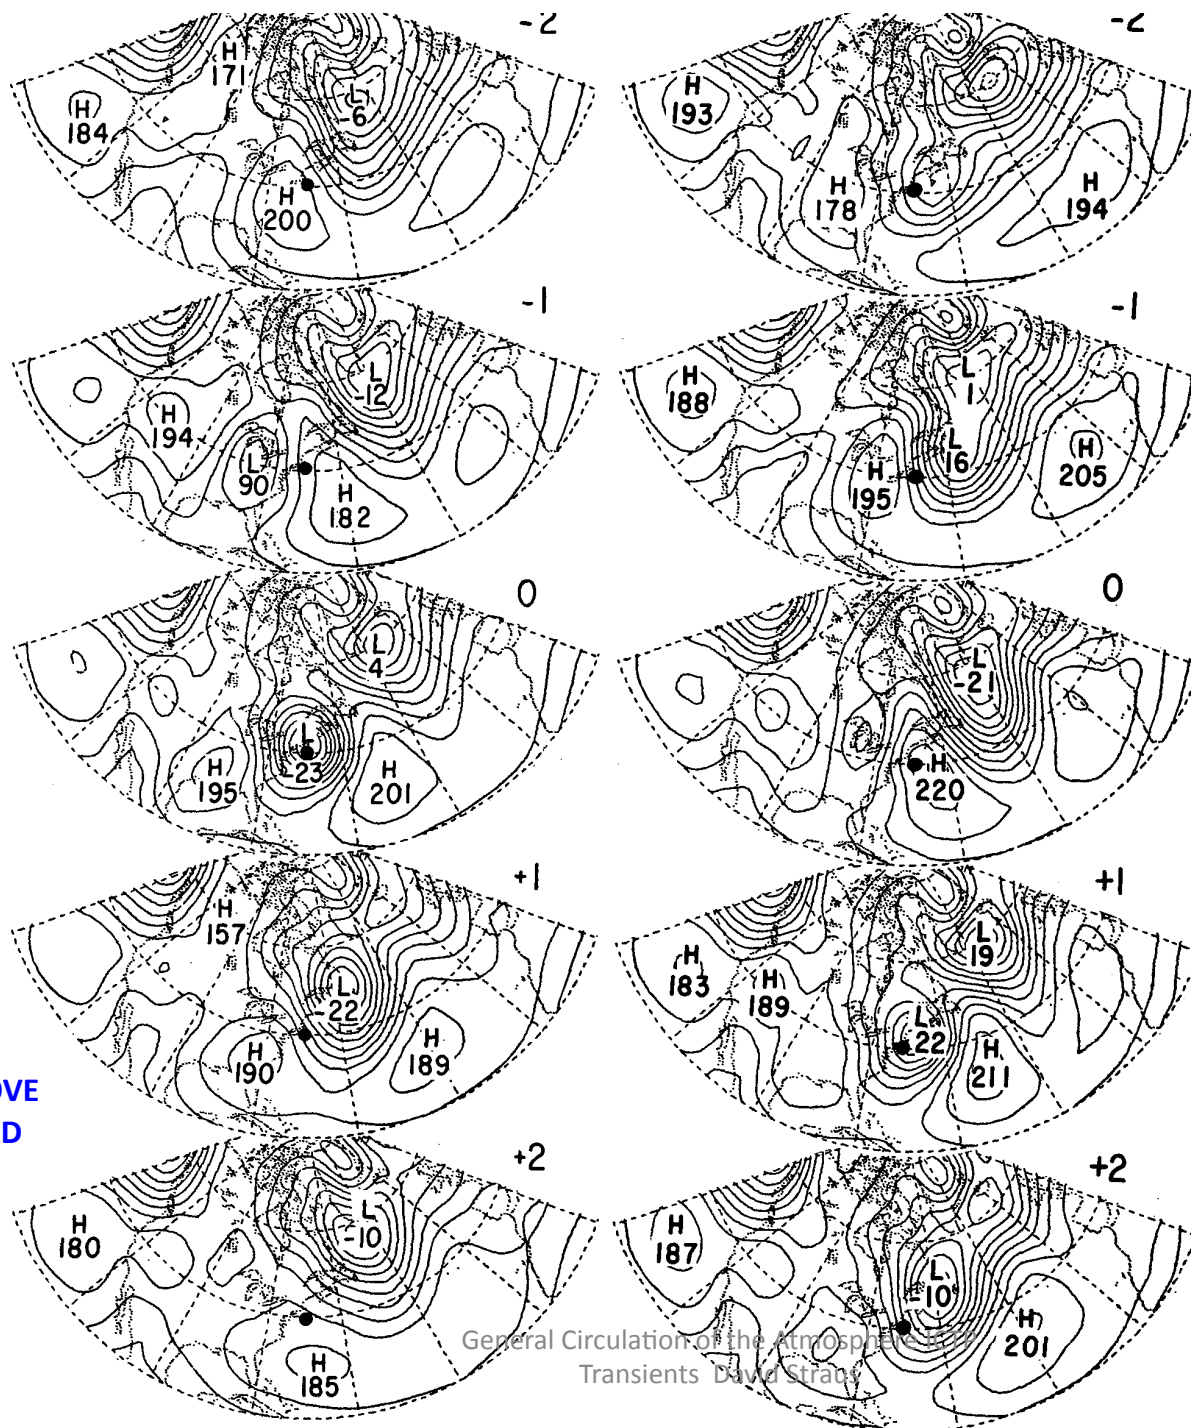 -2
H
171
H
184
L
-6
H
200
-2
H
193
H
178
H
194
-1
H
194
L
90
L
-12
H
182
-1
H
188
L
1
L
16
H
195
(H)
205
0
L
4
L
-23
H
195
H
201
0
L
-21
H
220
+1
H
157
L
-22
H
190
H
189
+1
H
183
H
189
L
19
L
22
H
211
OVE
D
+2
H
180
L
-10
H
185
+2
H
187
L
-10
H
201
General Circulation of the Atmosphere ICTP
Transients David Straus